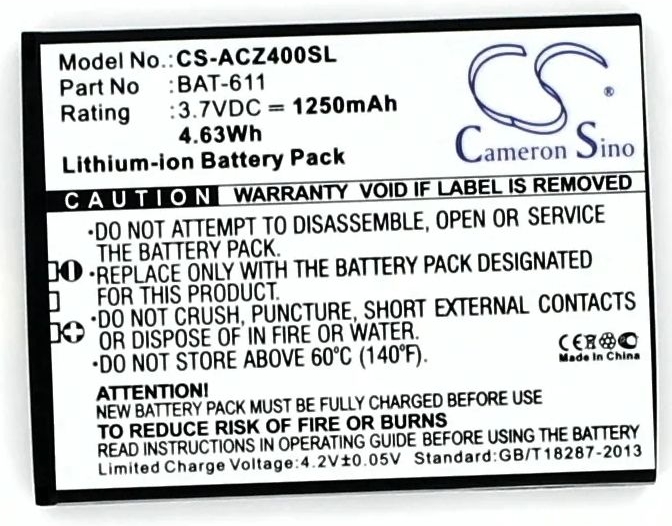 Model No.:CS-ACZ400SL
Part No :BAT-611
Rating :3.7VDC = 1250mAh
4.63Wh
Lithium-ion Battery Pack
CS®
Cameron Sino
CAUTION WARRANTY VOID IF LABEL IS REMOVED
·DO NOT ATTEMPT TO DISASSEMBLE, OPEN OR SERVICE
THE BATTERY PACK.
·REPLACE ONLY WITH THE BATTERY PACK DESIGNATED
FOR THIS PRODUCT.
·DO NOT CRUSH, PUNCTURE, SHORT EXTERNAL CONTACTS
OR DISPOSE OF IN FIRE OR WATER.
·DO NOT STORE ABOVE 60°C (140°F).
CE
Made In China
ATTENTION!
NEW BATTERY PACK MUST BE FULLY CHARGED BEFORE USE
TO REDUCE RISK OF FIRE OR BURNS
READ INSTRUCTIONS IN OPERATING GUIDE BEFORE USING THE BATTERY
Limited Charge Voltage:4.2V±0.05V Standard:GB/T18287-2013